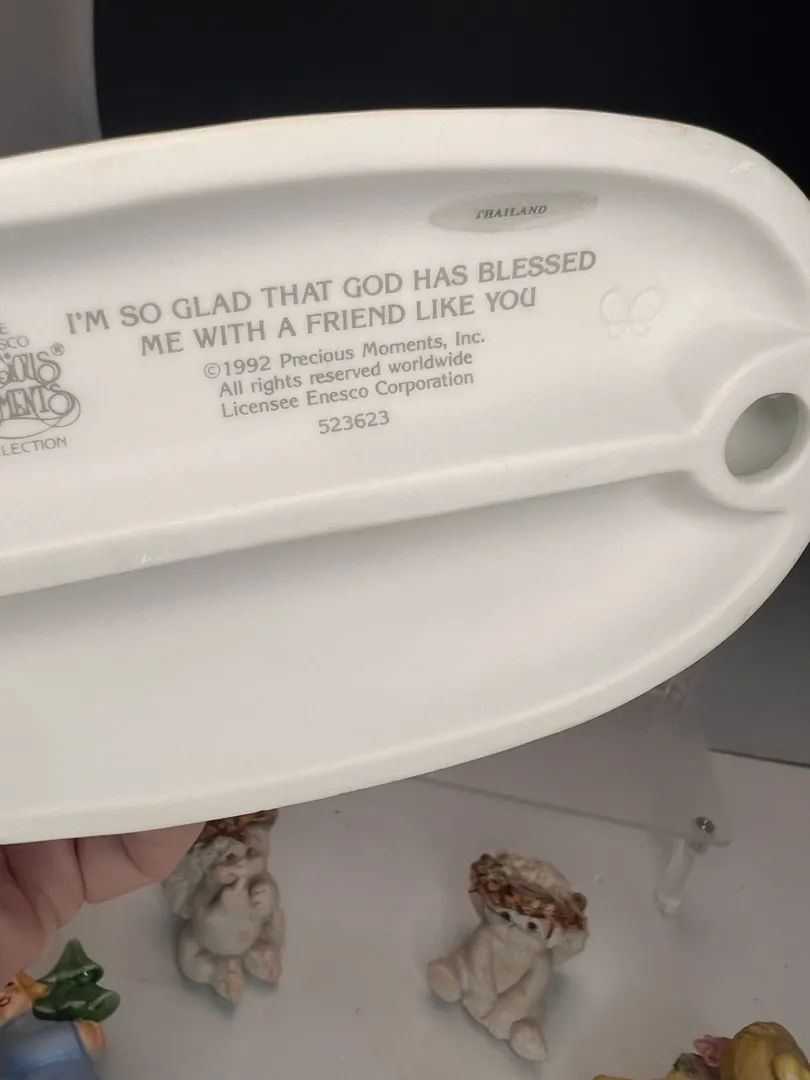 THAILAND
I'M SO GLAD THAT GOD HAS BLESSED
ME WITH A FRIEND LIKE YOU
©1992 Precious Moments, Inc.
All rights reserved worldwide
Licensee Enesco Corporation
523623